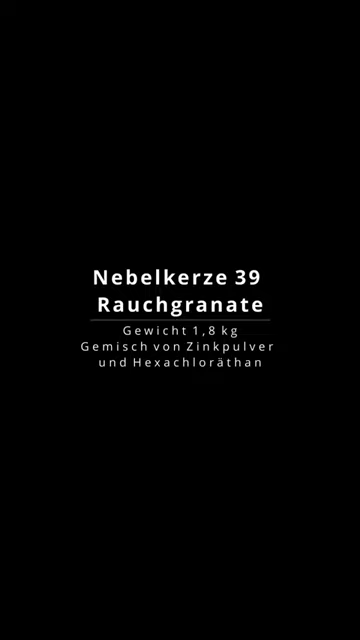 Nebelkerze 39
Rauchgranate
Gewicht 1,8 kg
Gemisch von Zinkpulver
und Hexachloräthan